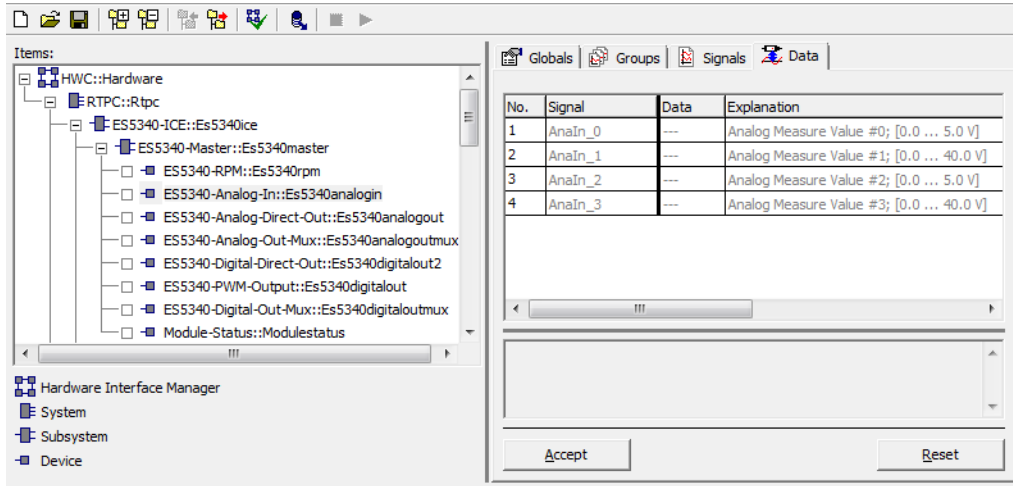 Items:
HWC::Hardware
RTPC::Rtpc
ES5340-ICE::Es5340ice
ES5340-Master::Es5340master
ES5340-RPM::Es5340rpm
ES5340-Analog-In::Es5340analogin
ES5340-Analog-Direct-Out::Es5340analogout
ES5340-Analog-Out-Mux::Es5340analogoutmux
ES5340-Digital-Direct-Out::Es5340digitalout2
ES5340-PWM-Output::Es5340digitalout
ES5340-Digital-Out-Mux::Es5340digitaloutmux
Module-Status::Modulestatus
Hardware Interface Manager
System
Subsystem
Device
Globals Groups Signals Data
No. Signal Data Explanation
1 AnaIn_0 --- Analog Measure Value #0; [0.0 ... 5.0 V]
2 AnaIn_1 --- Analog Measure Value #1; [0.0 ... 40.0 V]
3 AnaIn_2 --- Analog Measure Value #2; [0.0 ... 5.0 V]
4 AnaIn_3 --- Analog Measure Value #3; [0.0 ... 40.0 V]
Accept Reset